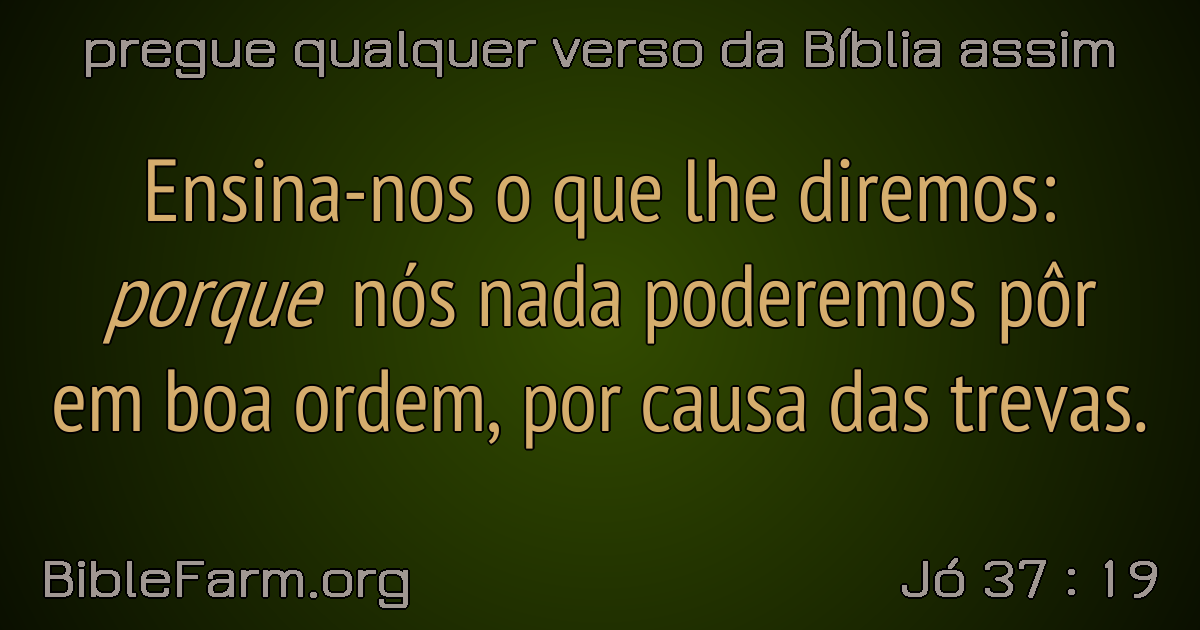 pregue qualquer verso da Bíblia assim
Ensina-nos o que lhe diremos:
porque nós nada poderemos pôr
em boa ordem, por causa das trevas.
BibleFarm.org
Jó 37 : 19